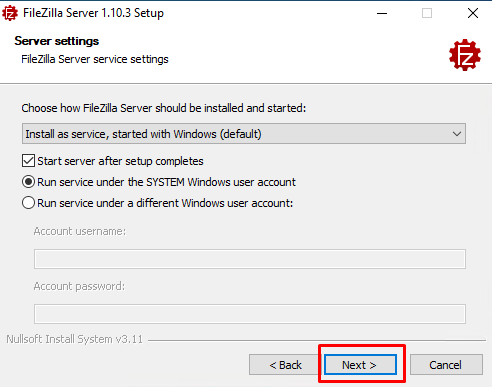 FileZilla Server 1.10.3 Setup
Server settings
FileZilla Server service settings
Fz
Choose how FileZilla Server should be installed and started:
Install as service, started with Windows (default)
Start server after setup completes
Run service under the SYSTEM Windows user account
Run service under a different Windows user account:
Account username:
Account password:
Nullsoft Install System v3.11
< Back
Next >
Cancel